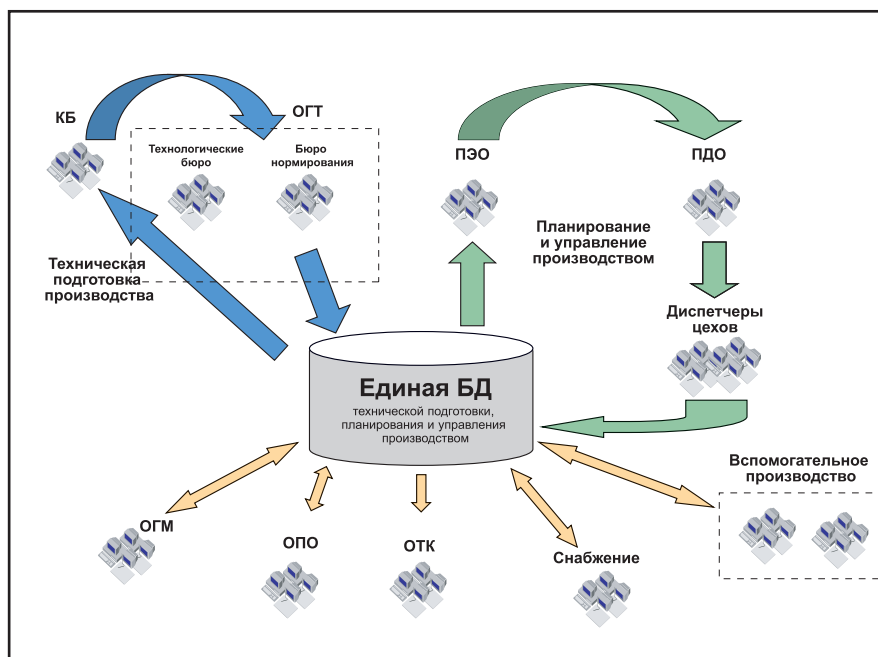 КБ
ОГТ
Технологические
бюро
Бюро
нормирования
Техническая
подготовка
производства
ПЭО
ПДО
Планирование
и управление
производством
Диспетчеры
цехов
Единая БД
технической подготовки,
планирования и управления
производством
Вспомогательное
производство
ОГМ
ОПО
ОТК
Снабжение